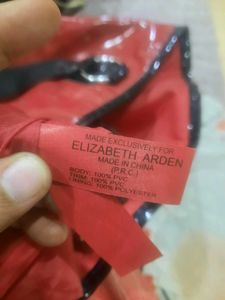 MADE EXCLUSIVELY FOR
ELIZABETH ARDEN
MADE IN CHINA
(P.R.C.)
BODY: 100% PVC
TRIM: 100% PVC
LINING: 100% POLYESTER